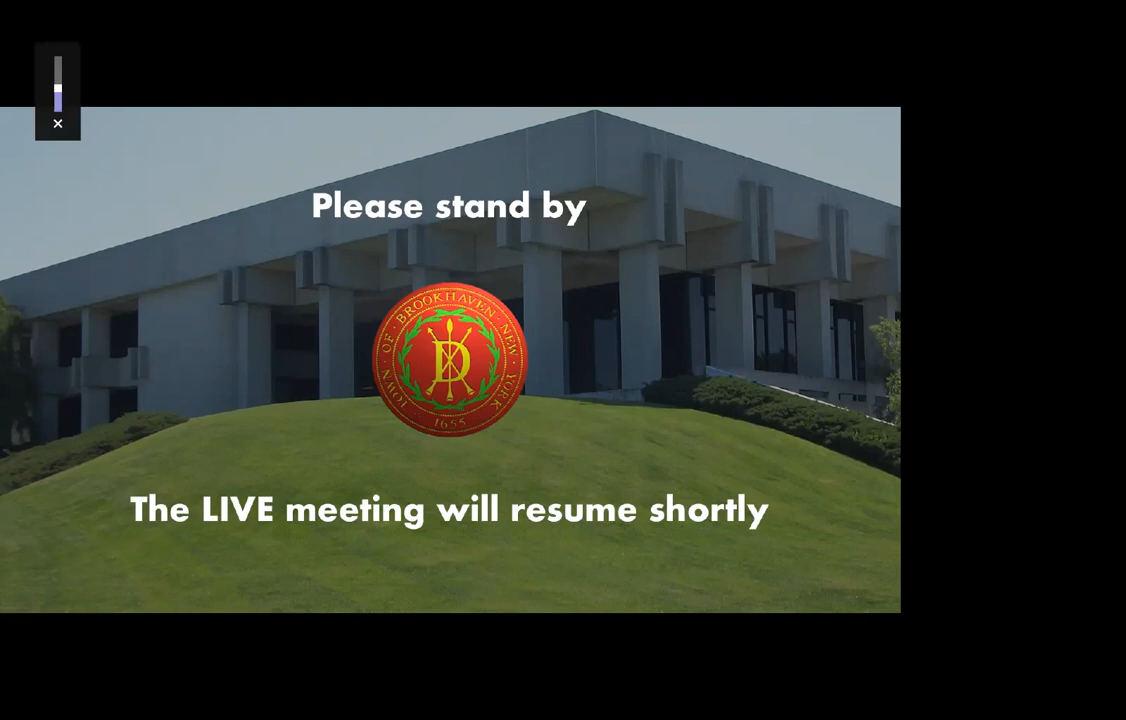 Please stand by
TOWN · OF · BROOKHAVEN · NEW · YORK ·
D
1655
The LIVE meeting will resume shortly